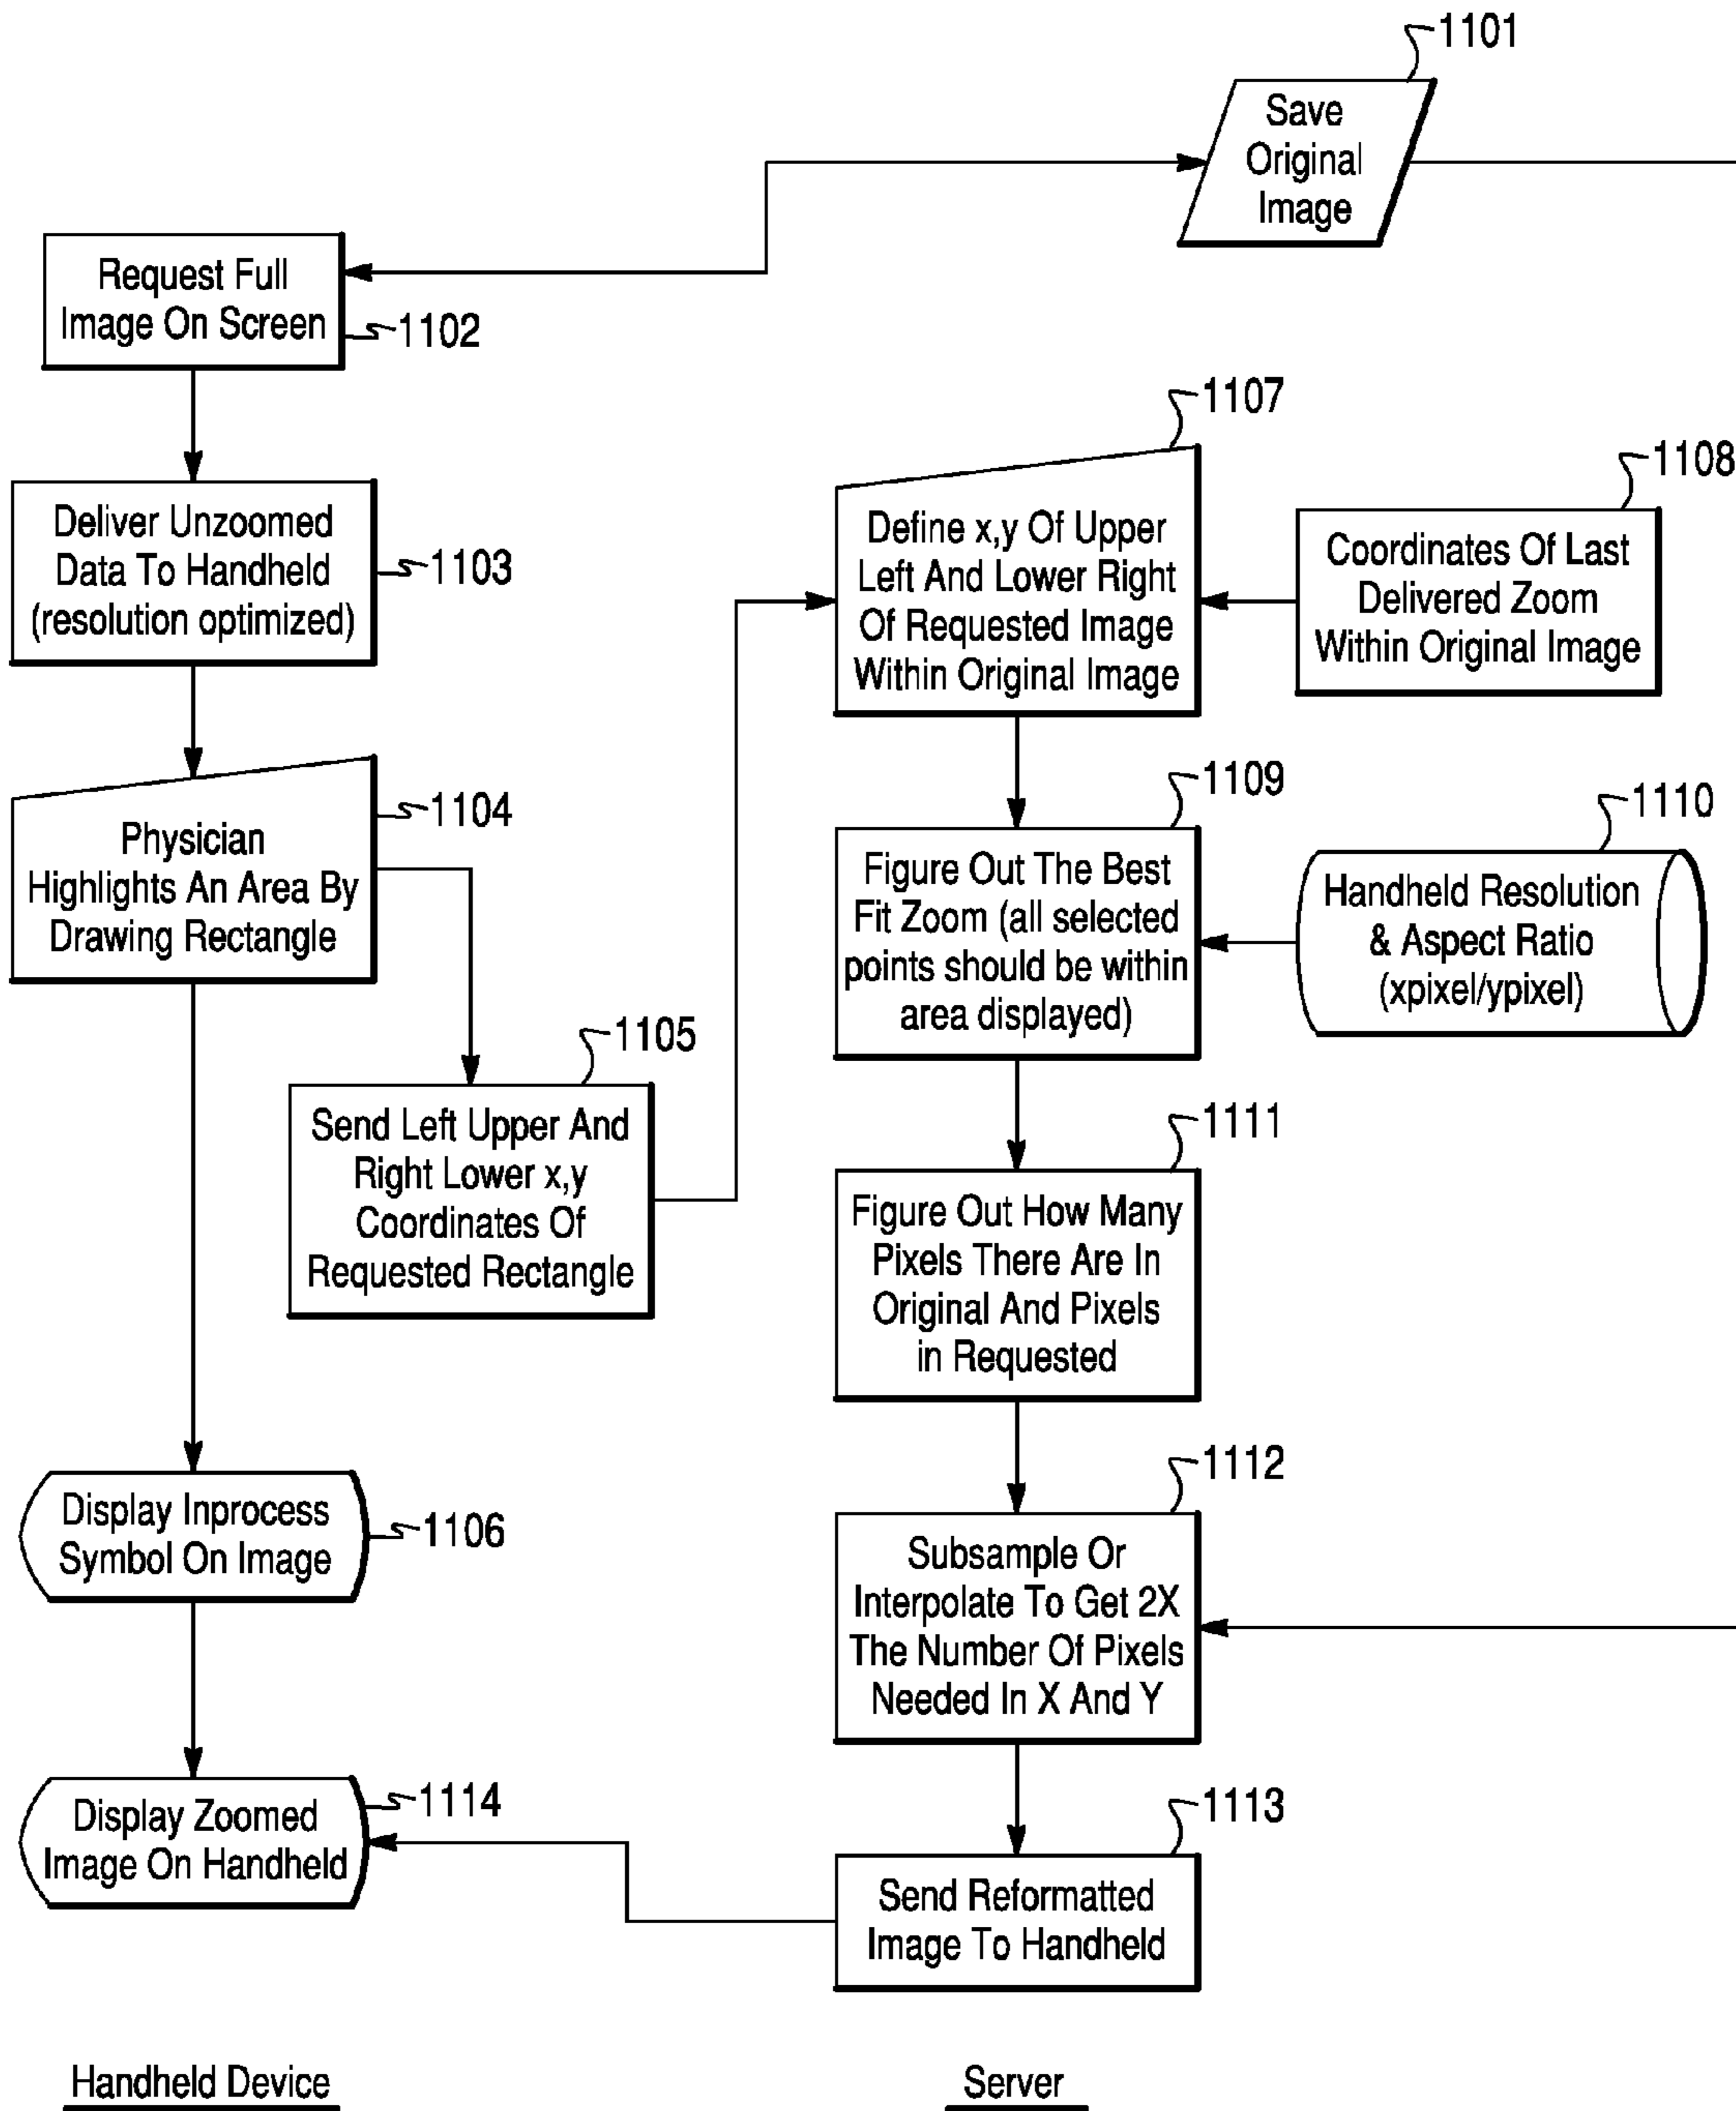 1101
Save
Original
Image
Request Full
Image On Screen
1102
Deliver Unzoomed
Data To Handheld
(resolution optimized)
1103
Physician
Highlights An Area By
Drawing Rectangle
1104
1105
Send Left Upper And
Right Lower x,y
Coordinates Of
Requested Rectangle
Display Inprocess
Symbol On Image
1106
1107
Define x,y Of Upper
Left And Lower Right
Of Requested Image
Within Original Image
1108
Coordinates Of Last
Delivered Zoom
Within Original Image
1109
Figure Out The Best
Fit Zoom (all selected
points should be within
area displayed)
1110
Handheld Resolution
& Aspect Ratio
(xpixel/ypixel)
1111
Figure Out How Many
Pixels There Are In
Original And Pixels
in Requested
1112
Subsample Or
Interpolate To Get 2X
The Number Of Pixels
Needed In X And Y
1113
Send Reformatted
Image To Handheld
Display Zoomed
Image On Handheld
1114
Handheld Device
Server